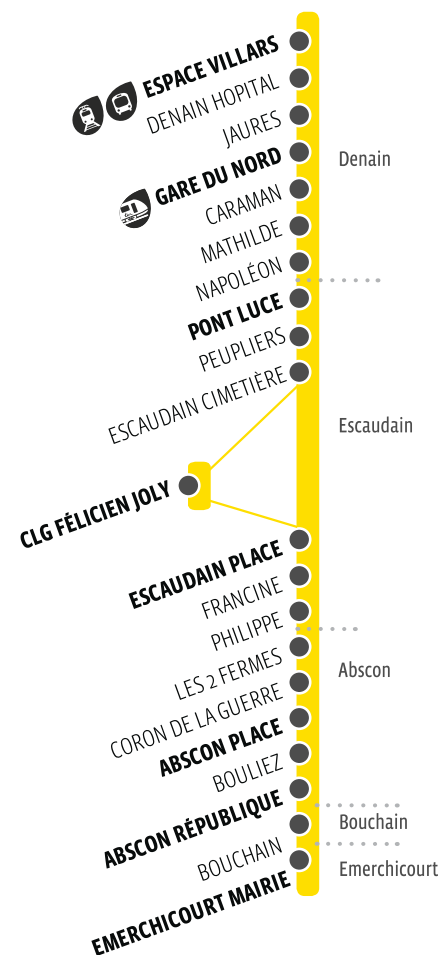 ESPACE VILLARS
DENAIN HOPITAL
JAURES
GARE DU NORD
Denain
CARAMAN
MATHILDE
NAPOLÉON
PONT LUCE
PEUPLIERS
ESCAUDAIN CIMETIÈRE
Escaudain
CLG FÉLICIEN JOLY
ESCAUDAIN PLACE
FRANCINE
PHILIPPE
LES 2 FERMES
Abscon
CORON DE LA GUERRE
ABSCON PLACE
BOULIEZ
ABSCON RÉPUBLIQUE
Bouchain
BOUCHAIN
Emerchicourt
EMERCHICOURT MAIRIE